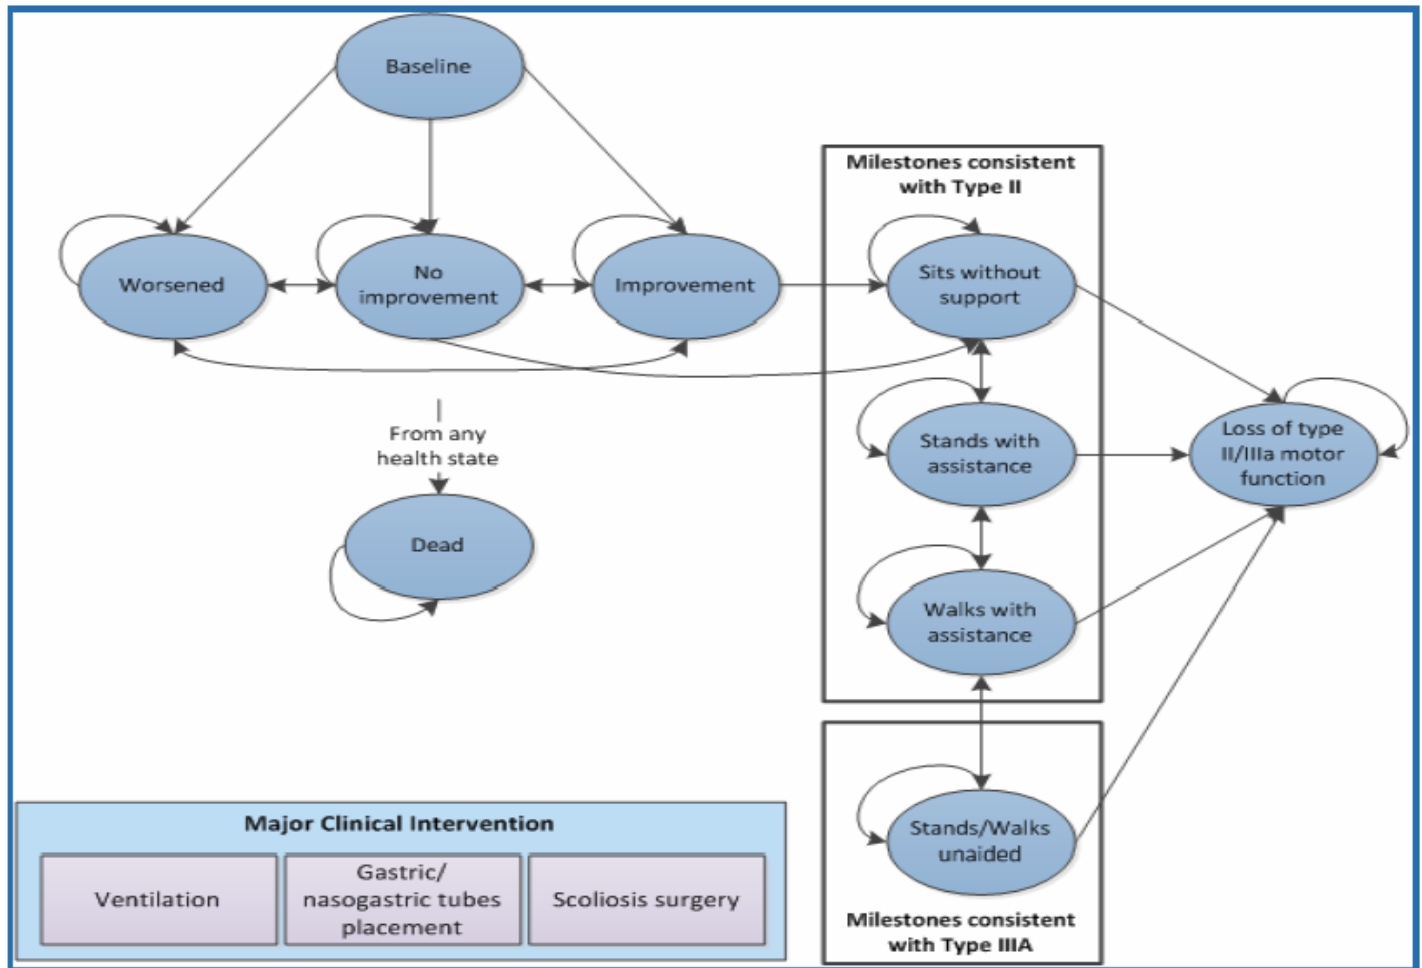 Baseline
Milestones consistent
with Type II
Worsened
No
improvement
Improvement
Sits without
support
From any
health state
Stands with
assistance
Loss of type
II/IIIa motor
function
Dead
Walks with
assistance
Stands/Walks
unaided
Milestones consistent
with Type IIIA
Major Clinical Intervention
Ventilation
Gastric/
nasogastric tubes
placement
Scoliosis surgery